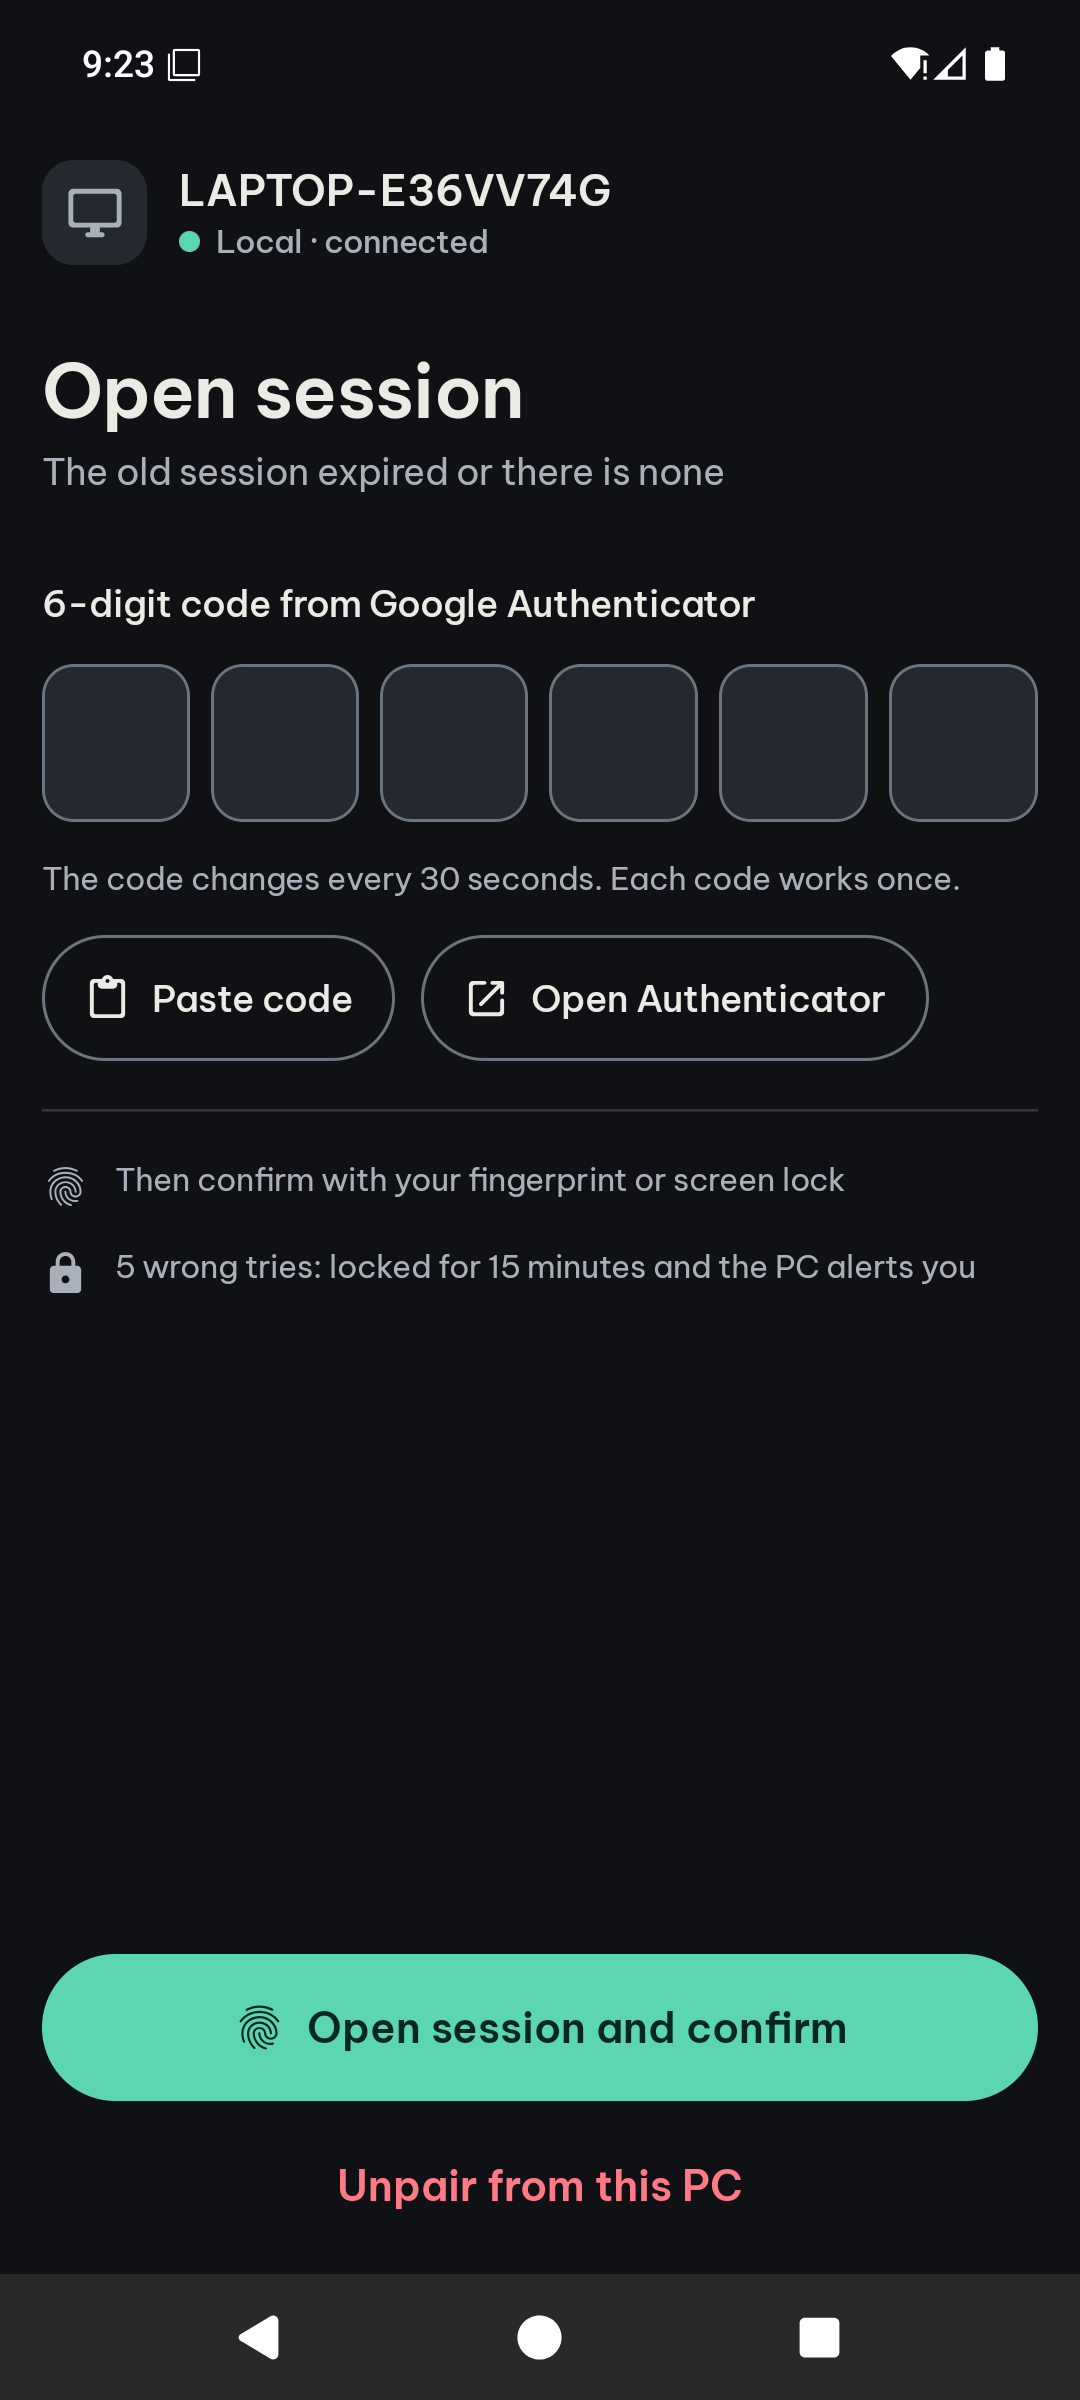 9:23
LAPTOP-E36VV74G
Local · connected
Open session
The old session expired or there is none
6-digit code from Google Authenticator
The code changes every 30 seconds. Each code works once.
Paste code
Open Authenticator
Then confirm with your fingerprint or screen lock
5 wrong tries: locked for 15 minutes and the PC alerts you
Open session and confirm
Unpair from this PC